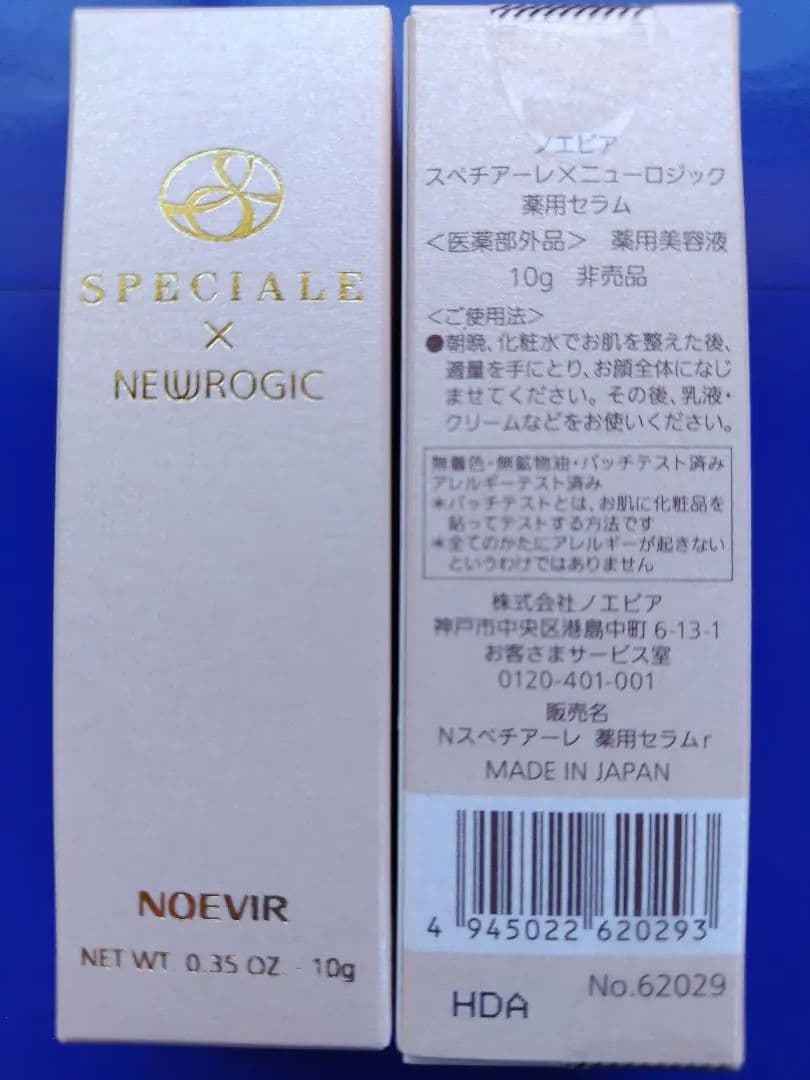 SPECIALE
×
NEWROGIC
NOEVIR
NET WT. 0.35 OZ - 10g
ノエビア
スペチアーレ×ニューロジック
薬用セラム
＜医薬部外品＞ 薬用美容液
10g 非売品
＜ご使用法＞
●朝晩、化粧水でお肌を整えた後、
適量を手にとり、お顔全体になじ
ませてください。その後、乳液・
クリームなどをお使いください。
無着色・無鉱物油・パッチテスト済み
アレルギーテスト済み
＊パッチテストとは、お肌に化粧品を
貼ってテストする方法です
＊全てのかたにアレルギーが起きない
というわけではありません
株式会社ノエビア
神戸市中央区港島中町 6-13-1
お客さまサービス室
0120-401-001
販売名
Nスペチアーレ 薬用セラムr
MADE IN JAPAN
4 945022 620293
No.62029
HDA